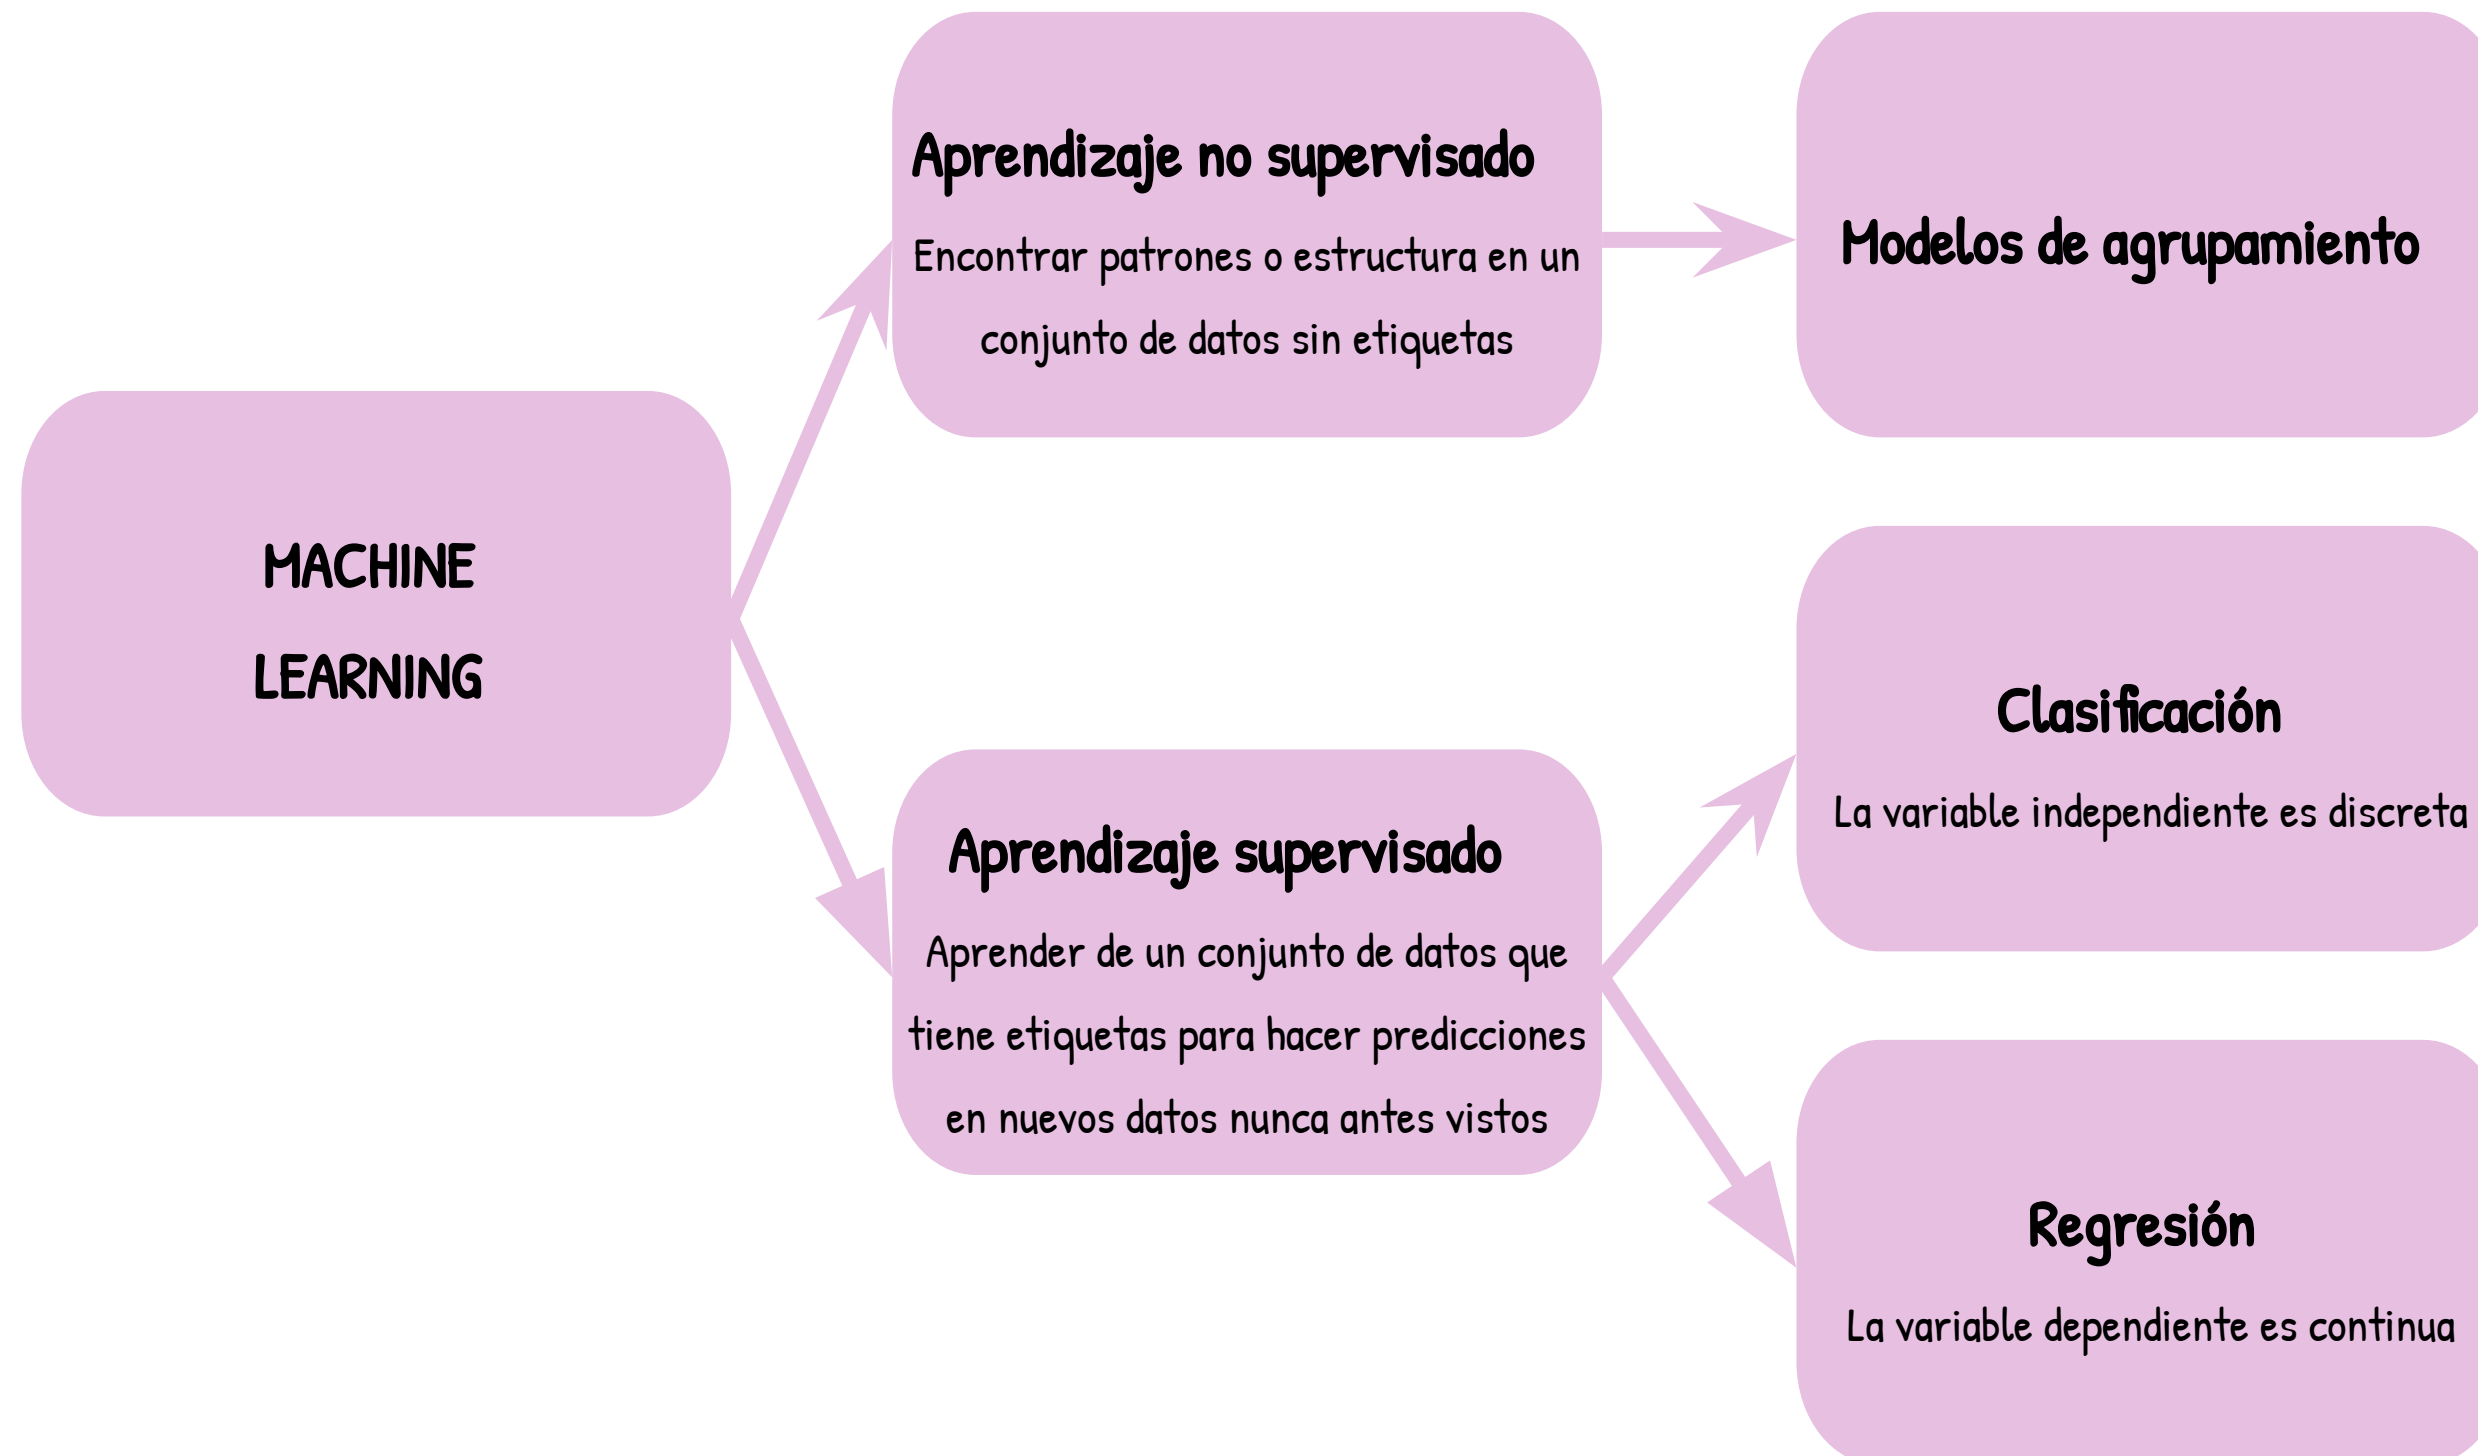 MACHINE
LEARNING
Aprendizaje no supervisado
Encontrar patrones o estructura en un
conjunto de datos sin etiquetas
Modelos de agrupamiento
Aprendizaje supervisado
Aprender de un conjunto de datos que
tiene etiquetas para hacer predicciones
en nuevos datos nunca antes vistos
Clasificación
La variable independiente es discreta
Regresión
La variable dependiente es continua